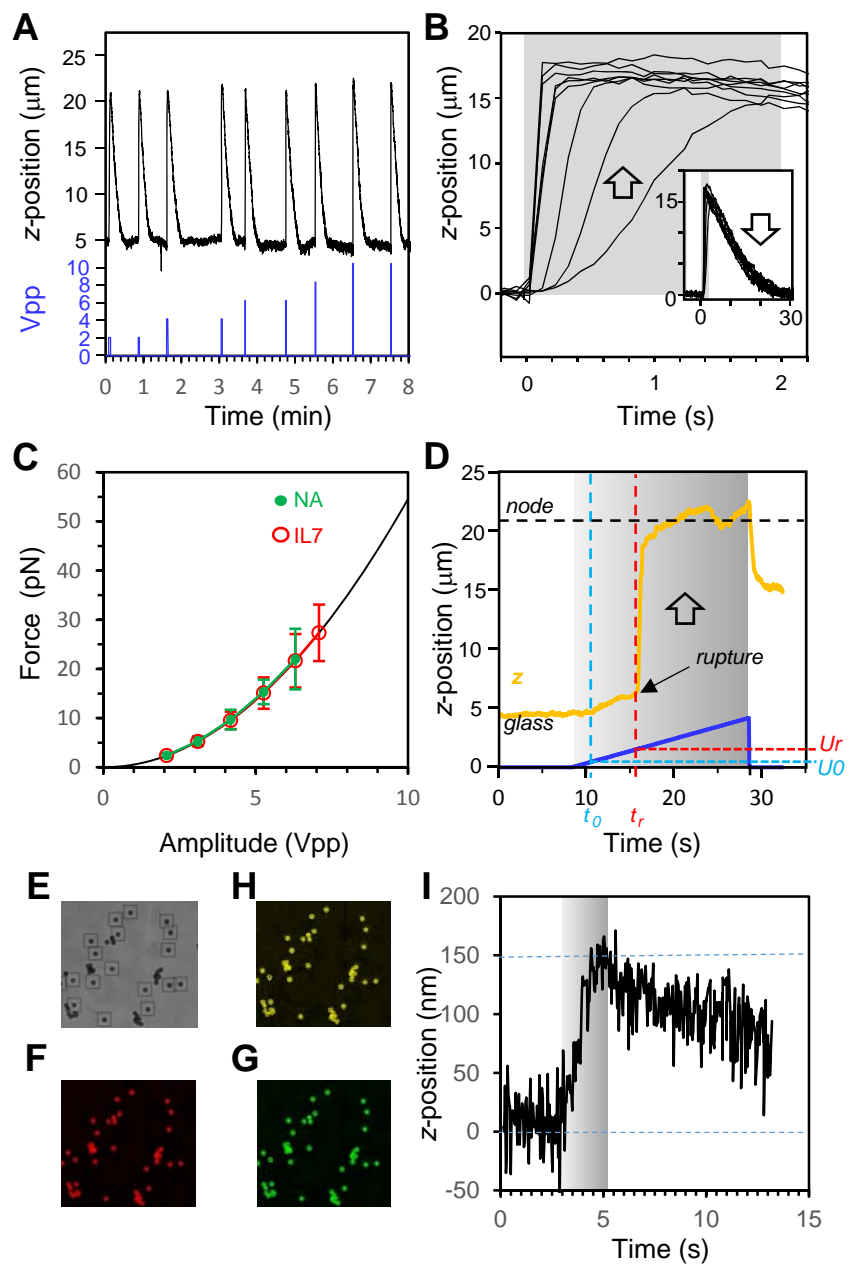 A
z-position (μm)
25
20
15
10
5
Vpp
10
8
6
4
2
0
0 1 2 3 4 5 6 7 8
Time (min)
B
z-position (μm)
20
15
10
5
0
15
0
0 30
0 1 2
Time (s)
C
Force (pN)
60
50
40
30
20
10
0
NA
IL7
0 5 10
Amplitude (Vpp)
D
z-position (μm)
25
20
15
10
5
0
node
rupture
z
glass
Ur
U0
0 10 20 30
t0 tr
Time (s)
E
H
F
G
I
z-position (nm)
200
150
100
50
0
-50
0 5 10 15
Time (s)